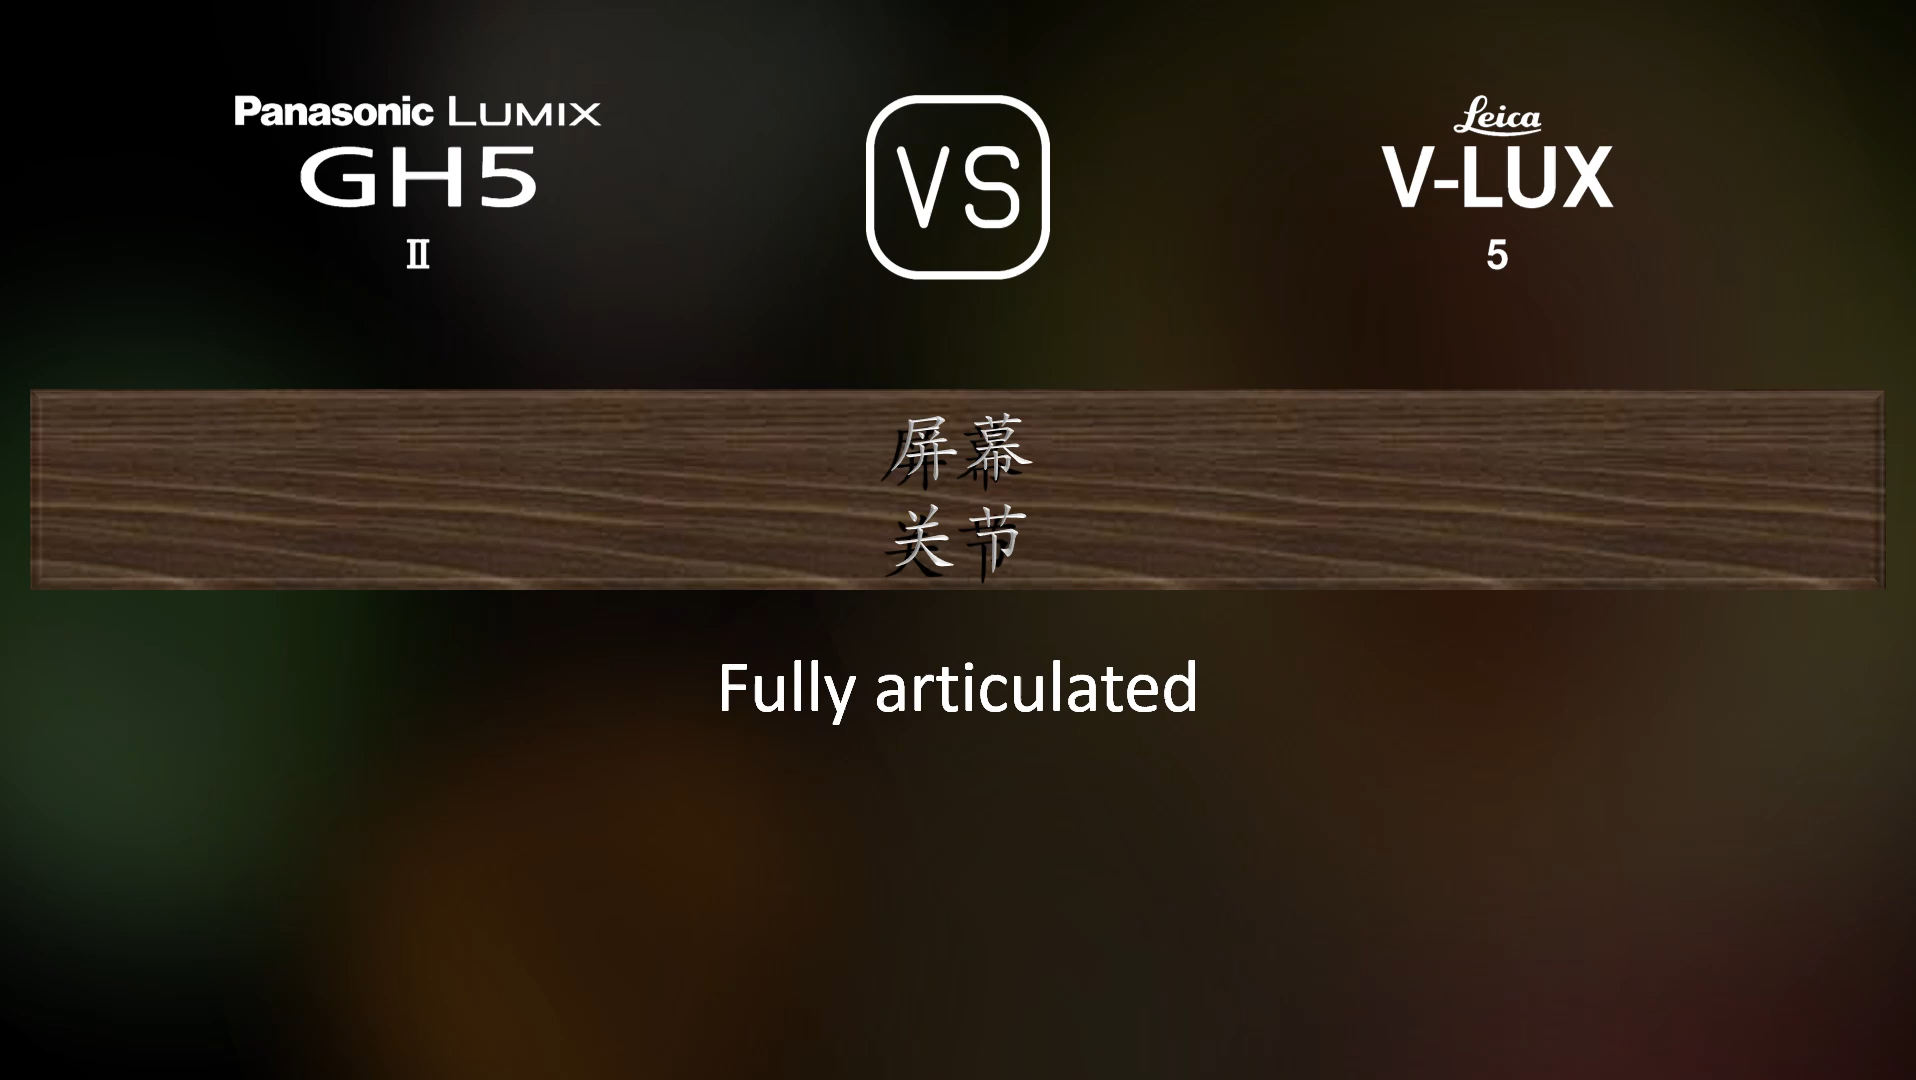 Panasonic LUMIX
GH5
II
VS
Leica
V-LUX
5
屏幕
关节
Fully articulated